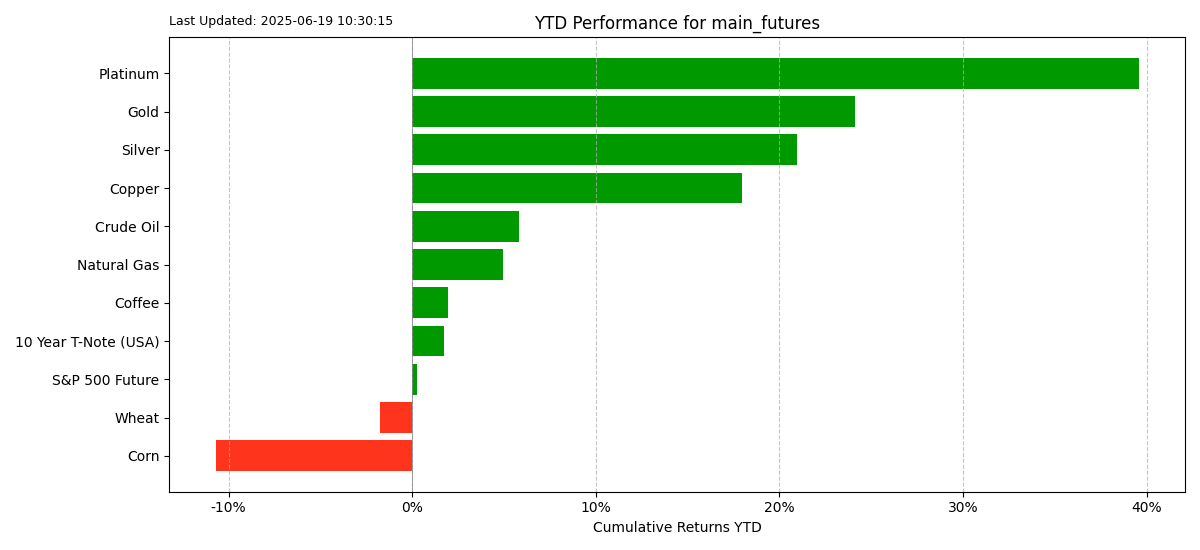 Last Updated: 2025-06-19 10:30:15
YTD Performance for main_futures
Platinum
Gold
Silver
Copper
Crude Oil
Natural Gas
Coffee
10 Year T-Note (USA)
S&P 500 Future
Wheat
Corn
-10%
0%
10%
20%
30%
40%
Cumulative Returns YTD